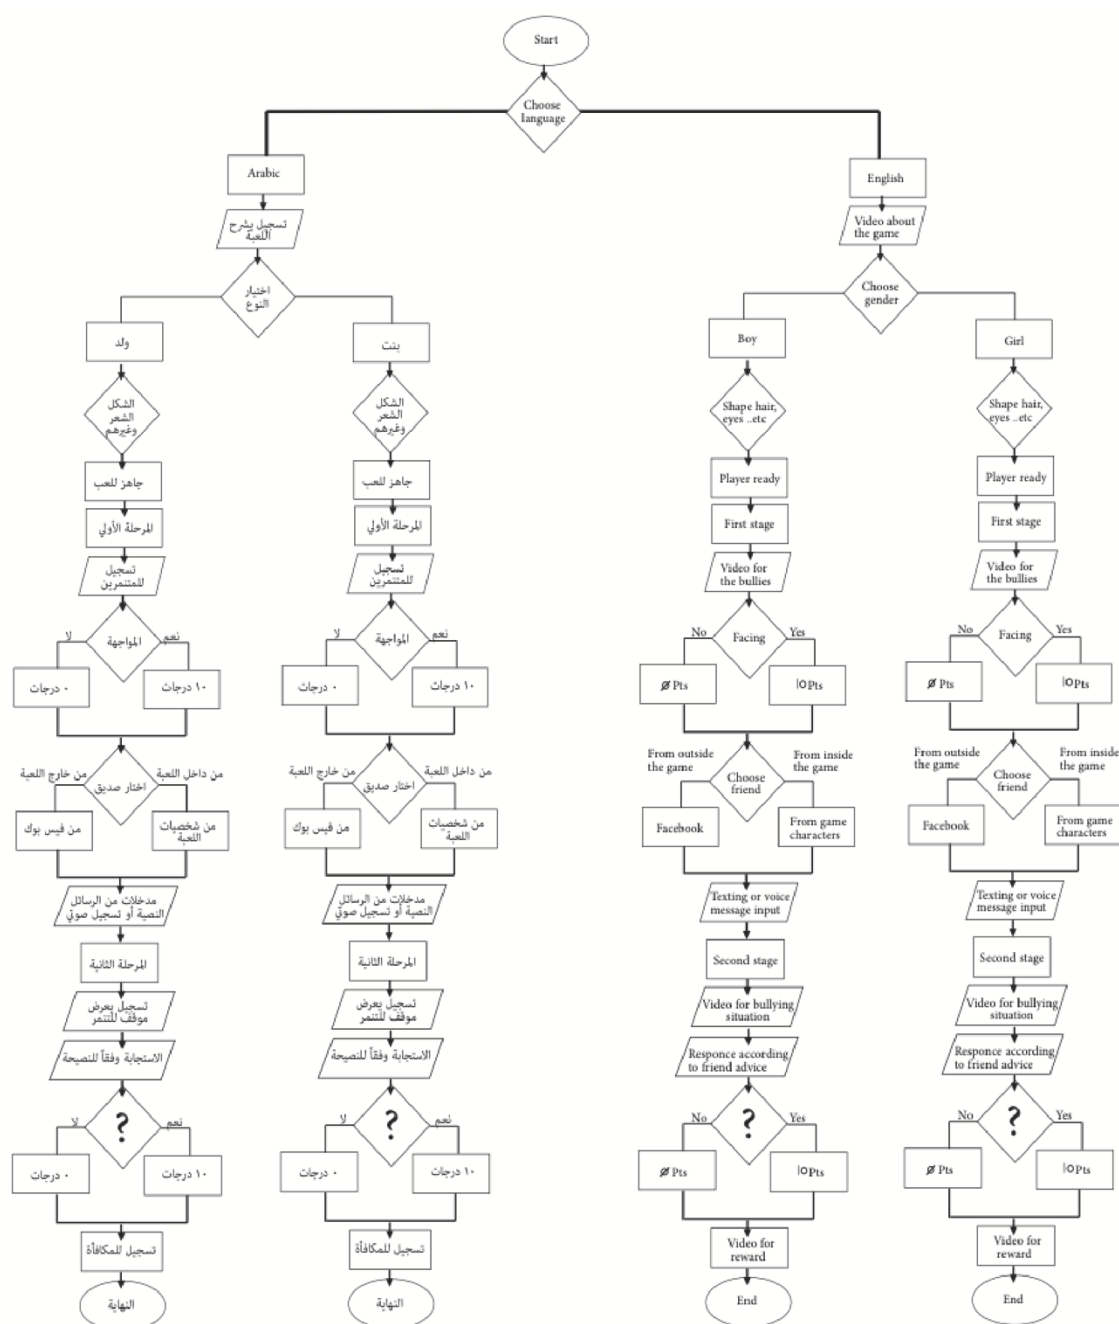 Start
Choose
language
Arabic
تسجيل يشرح
اللعبة
اختيار
النوع
ولد
الشكل
الشعر
وغيرهم
جاهز للعب
المرحلة الأولي
تسجيل
للمتنمرين
المواجهة
لا
نعم
٠ درجات
١٠ درجات
من خارج اللعبة
من داخل اللعبة
اختار صديق
من فيس بوك
من شخصيات
اللعبة
مدخلات من الرسائل
النصية أو تسجيل صوتي
المرحلة الثانية
تسجيل يعرض
موقف للتنمر
الاستجابة وفقاً للنصيحة
?
لا
نعم
٠ درجات
١٠ درجات
تسجيل للمكافأة
النهاية
بنت
الشكل
الشعر
وغيرهم
جاهز للعب
المرحلة الأولي
تسجيل
للمتنمرين
المواجهة
لا
نعم
٠ درجات
١٠ درجات
من خارج اللعبة
من داخل اللعبة
اختار صديق
من فيس بوك
من شخصيات
اللعبة
مدخلات من الرسائل
النصية أو تسجيل صوتي
المرحلة الثانية
تسجيل يعرض
موقف للتنمر
الاستجابة وفقاً للنصيحة
?
لا
نعم
٠ درجات
١٠ درجات
تسجيل للمكافأة
النهاية
English
Video about
the game
Choose
gender
Boy
Shape hair,
eyes ..etc
Player ready
First stage
Video for
the bullies
Facing
No
Yes
Ø Pts
10Pts
From outside
the game
From inside
the game
Choose
friend
Facebook
From game
characters
Texting or voice
message input
Second stage
Video for bullying
situation
Responce according
to friend advice
?
No
Yes
Ø Pts
10Pts
Video for
reward
End
Girl
Shape hair,
eyes ..etc
Player ready
First stage
Video for
the bullies
Facing
No
Yes
Ø Pts
10Pts
From outside
the game
From inside
the game
Choose
friend
Facebook
From game
characters
Texting or voice
message input
Second stage
Video for bullying
situation
Responce according
to friend advice
?
No
Yes
Ø Pts
10Pts
Video for
reward
End